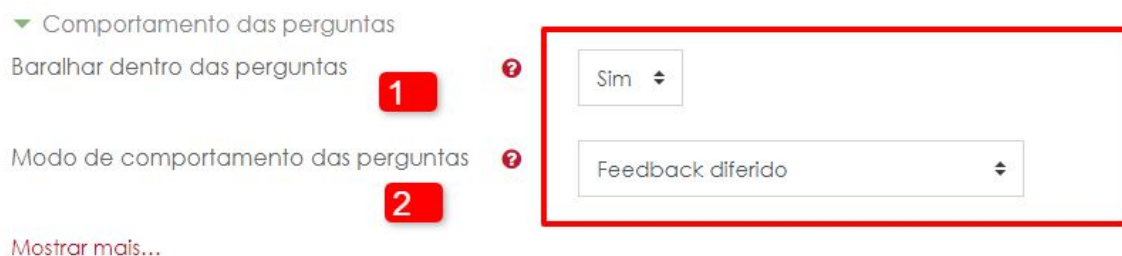 Comportamento das perguntas
Baralhar dentro das perguntas
1
Sim
Modo de comportamento das perguntas
2
Feedback diferido
Mostrar mais...